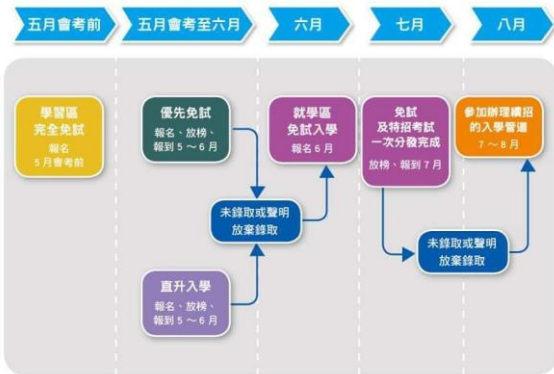 五月會考前
五月會考至六月
六月
七月
八月
學習區
完全免試
報名
5月會考前
優先免試
報名、放榜、
報到 5～6 月
就學區
免試入學
報名 6 月
免試
及特招考試
一次分發完成
放榜、報到 7 月
參加辦理續招
的入學管道
7～8 月
未錄取或聲明
放棄錄取
未錄取或聲明
放棄錄取
直升入學
報名、放榜、
報到 5～6 月